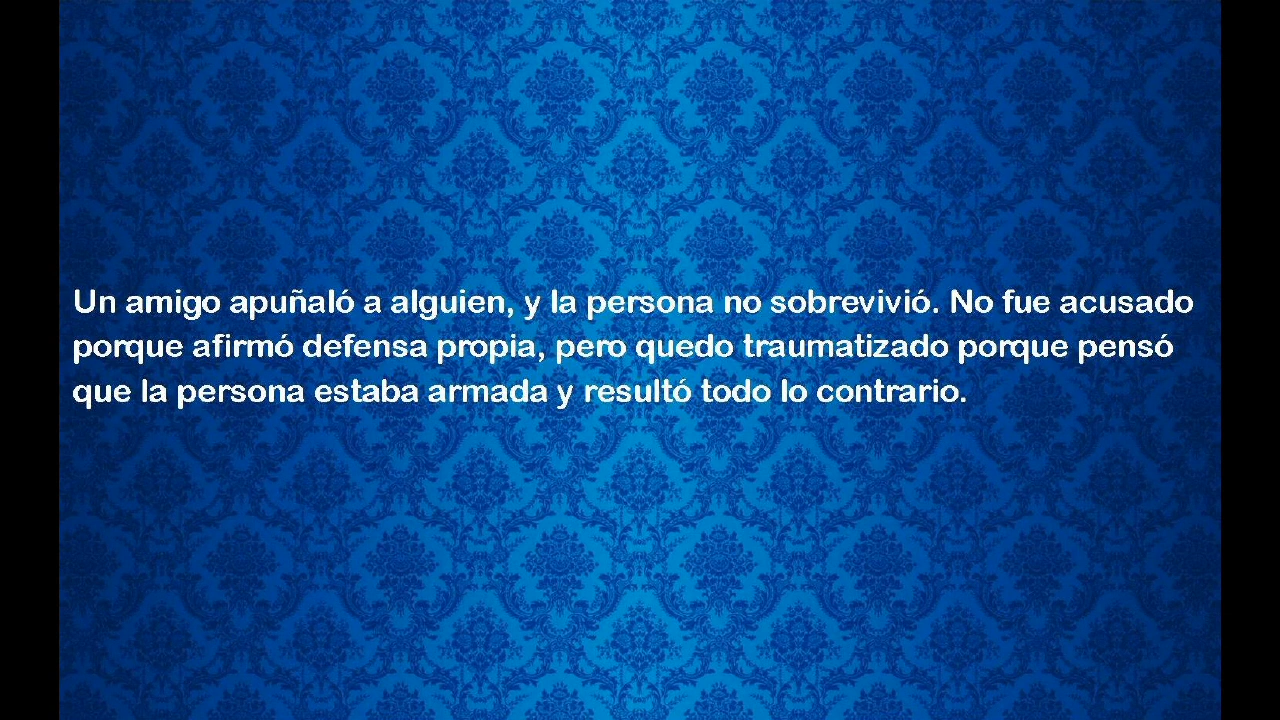 Un amigo apuñaló a alguien, y la persona no sobrevivió. No fue acusado
porque afirmó defensa propia, pero quedo traumatizado porque pensó
que la persona estaba armada y resultó todo lo contrario.